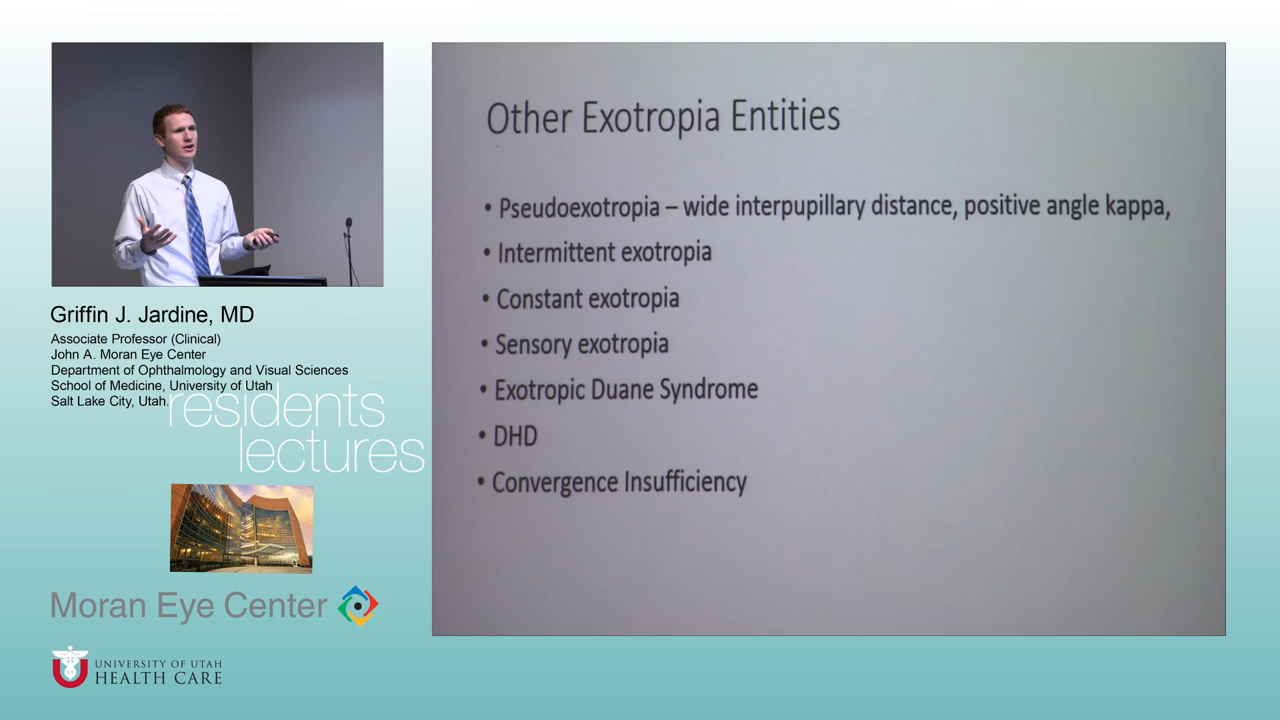 Griffin J. Jardine, MD
Associate Professor (Clinical)
John A. Moran Eye Center
Department of Ophthalmology and Visual Sciences
School of Medicine, University of Utah
Salt Lake City, Utah.
residents
lectures
Moran Eye Center
UNIVERSITY OF UTAH
HEALTH CARE
Other Exotropia Entities
• Pseudoexotropia – wide interpupillary distance, positive angle kappa,
• Intermittent exotropia
• Constant exotropia
• Sensory exotropia
• Exotropic Duane Syndrome
• DHD
• Convergence Insufficiency